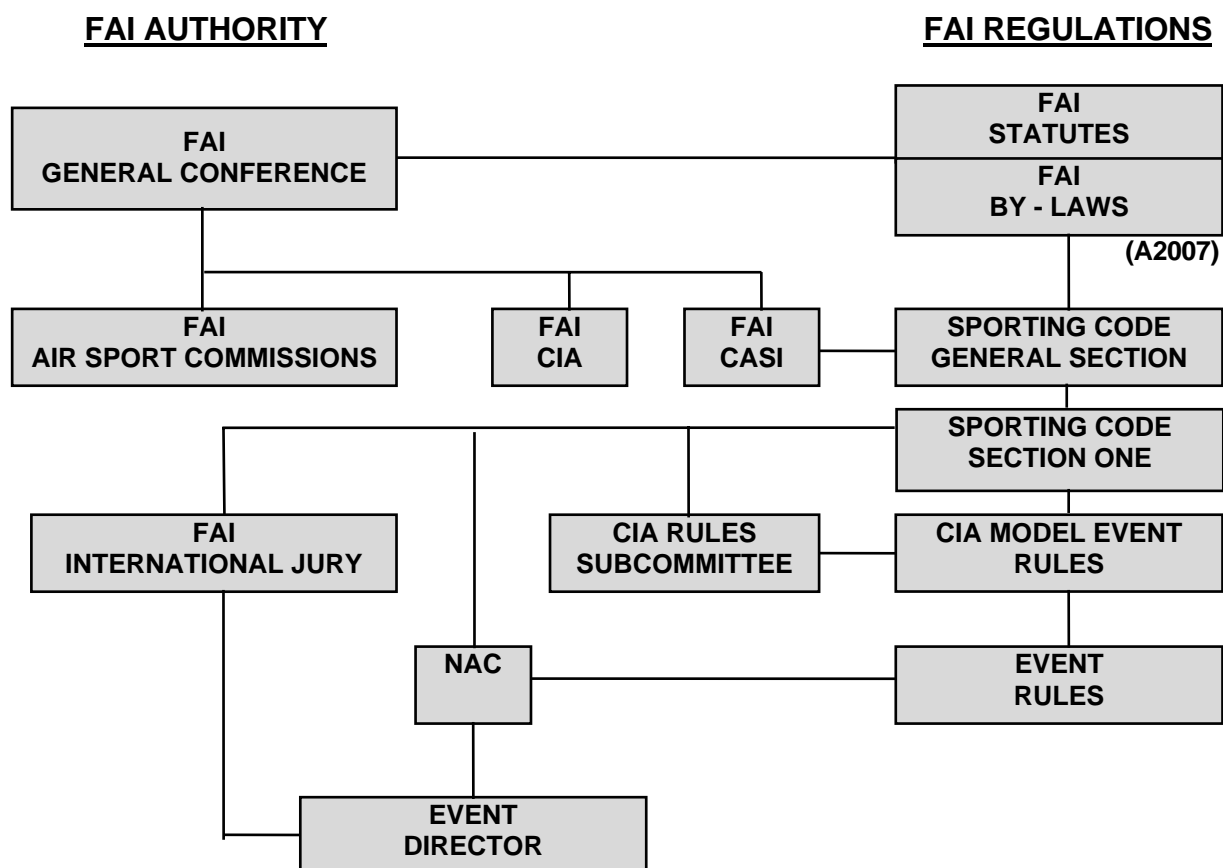 FAI AUTHORITY
FAI REGULATIONS
FAI
GENERAL CONFERENCE
FAI
STATUTES
FAI
BY - LAWS
(A2007)
FAI
AIR SPORT COMMISSIONS
FAI
CIA
FAI
CASI
SPORTING CODE
GENERAL SECTION
SPORTING CODE
SECTION ONE
FAI
INTERNATIONAL JURY
CIA RULES
SUBCOMMITTEE
CIA MODEL EVENT
RULES
NAC
EVENT
RULES
EVENT
DIRECTOR